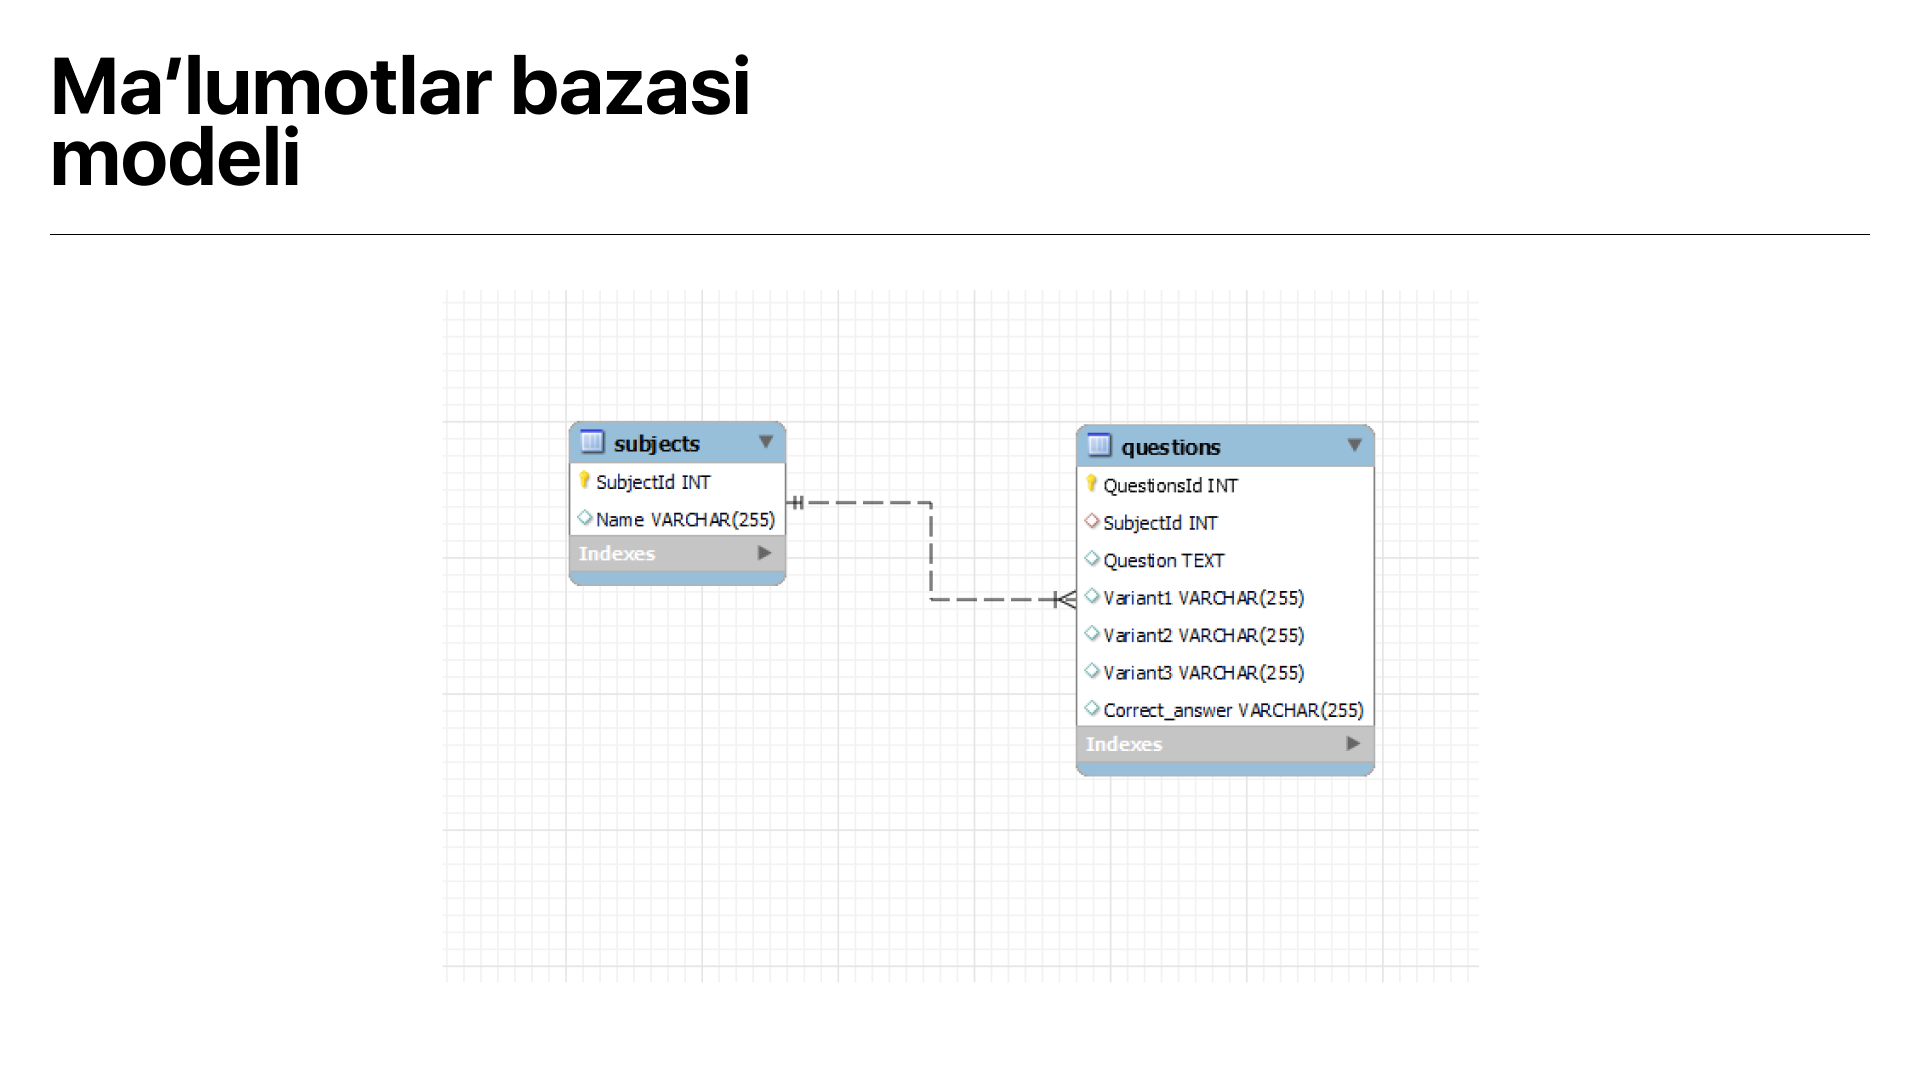 Ma’lumotlar bazasi
modeli
subjects
SubjectId INT
Name VARCHAR(255)
Indexes
questions
QuestionsId INT
SubjectId INT
Question TEXT
Variant1 VARCHAR(255)
Variant2 VARCHAR(255)
Variant3 VARCHAR(255)
Correct_answer VARCHAR(255)
Indexes